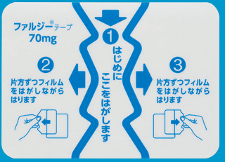 ファルジー®テープ
70mg
❶
はじめに
ここをはがします
❷
片方ずつフィルム
をはがしながら
はります
❸
片方ずつフィルム
をはがしながら
はります